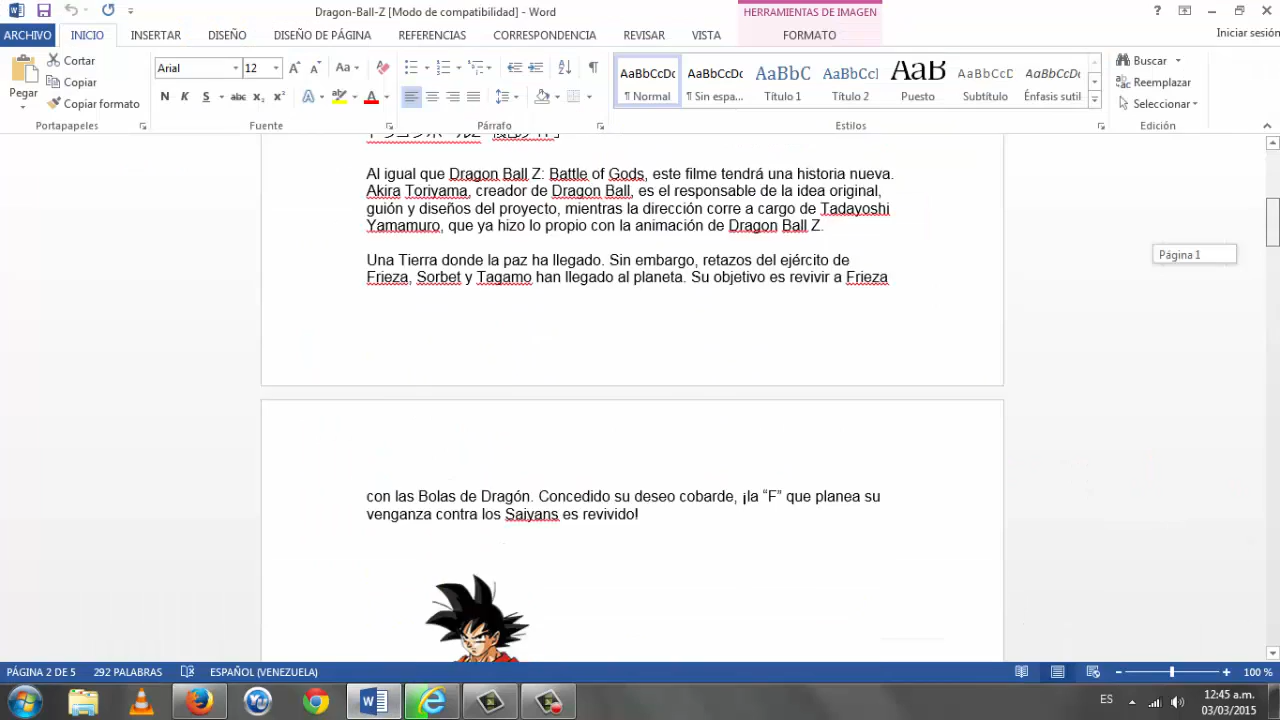 Dragon-Ball-Z [Modo de compatibilidad] - Word
HERRAMIENTAS DE IMAGEN
ARCHIVO INICIO INSERTAR DISEÑO DISEÑO DE PÁGINA REFERENCIAS CORRESPONDENCIA REVISAR VISTA FORMATO Iniciar sesión
Cortar
Copiar
Copiar formato
Pegar
Portapapeles
Arial 12
Aa
N K S abc x₂ x²
A A
Fuente
Párrafo
AaBbCcDc AaBbCcDc AaBbC AaBbCcI AaB AaBbCcD AaBbCcDc
¶ Normal ¶ Sin espa... Título 1 Título 2 Puesto Subtítulo Énfasis sutil
Estilos
Buscar
Reemplazar
Seleccionar
Edición
Al igual que Dragon Ball Z: Battle of Gods, este filme tendrá una historia nueva.
Akira Toriyama, creador de Dragon Ball, es el responsable de la idea original,
guión y diseños del proyecto, mientras la dirección corre a cargo de Tadayoshi
Yamamuro, que ya hizo lo propio con la animación de Dragon Ball Z.
Página 1
Una Tierra donde la paz ha llegado. Sin embargo, retazos del ejército de
Frieza, Sorbet y Tagamo han llegado al planeta. Su objetivo es revivir a Frieza
con las Bolas de Dragón. Concedido su deseo cobarde, ¡la “F” que planea su
venganza contra los Saiyans es revivido!
PÁGINA 2 DE 5 292 PALABRAS ESPAÑOL (VENEZUELA) 100 %
ES
12:45 a.m.
03/03/2015